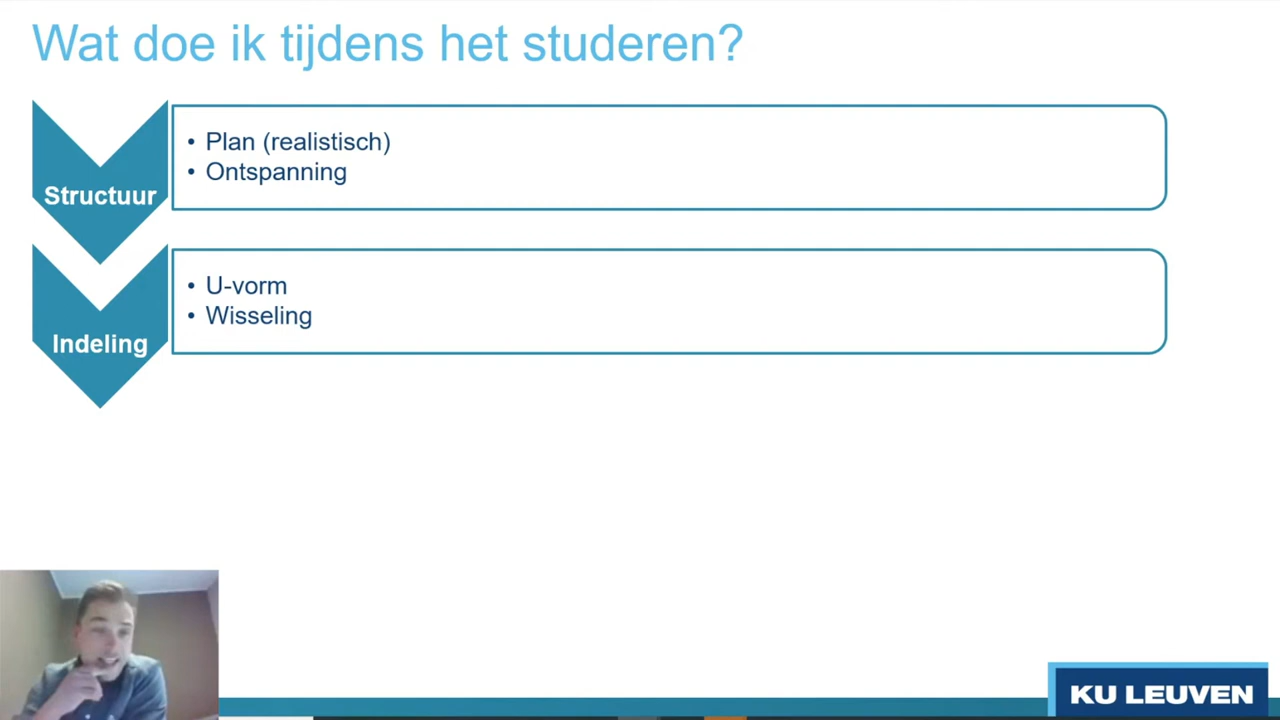 Wat doe ik tijdens het studeren?
Structuur
• Plan (realistisch)
• Ontspanning
Indeling
• U-vorm
• Wisseling
KU LEUVEN